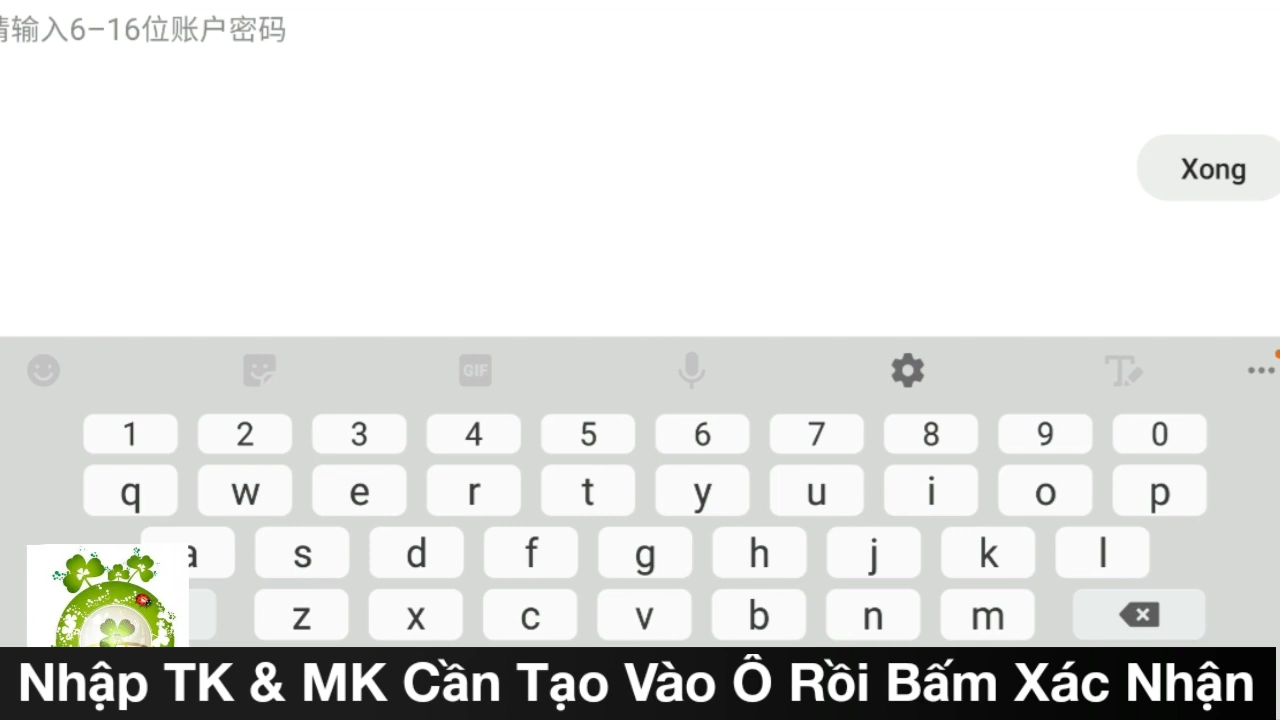 请输入6–16位账户密码
Xong
GIF
1 2 3 4 5 6 7 8 9 0
q w e r t y u i o p
a s d f g h j k l
z x c v b n m
Nhập TK & MK Cần Tạo Vào Ô Rồi Bấm Xác Nhận